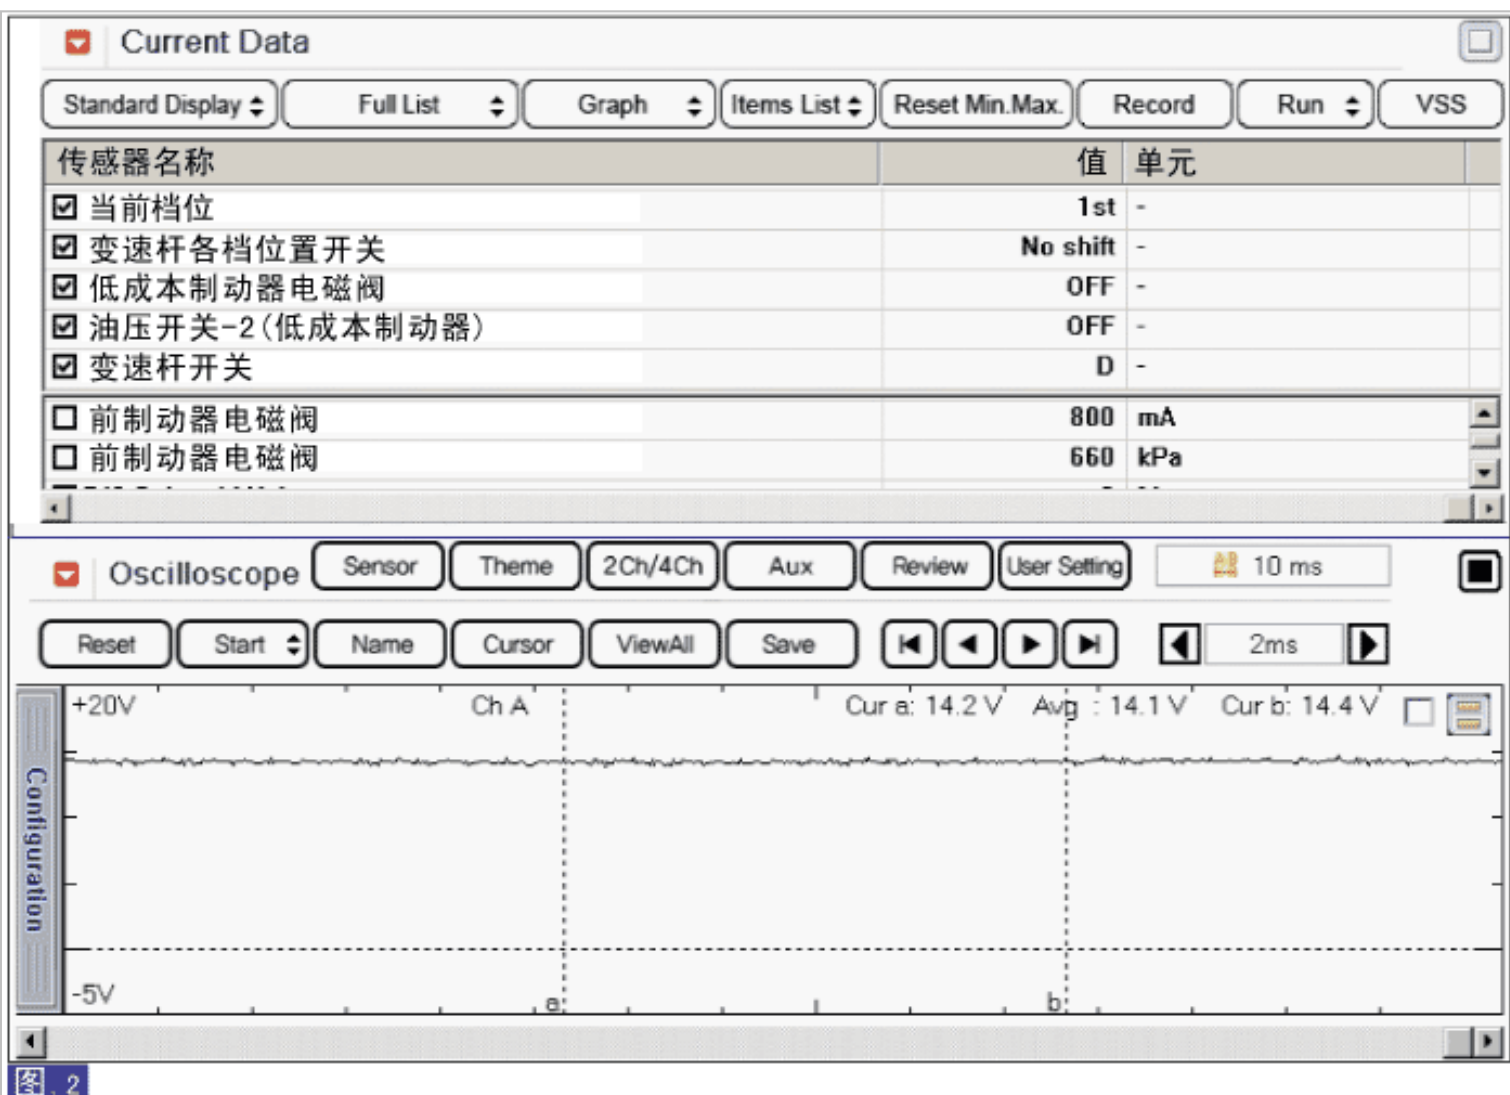 Current Data
Standard Display Full List Graph Items List Reset Min.Max. Record Run VSS
传感器名称 值 单元
当前档位 1st -
变速杆各档位置开关 No shift -
低成本制动器电磁阀 OFF -
油压开关-2(低成本制动器) OFF -
变速杆开关 D -
前制动器电磁阀 800 mA
前制动器电磁阀 660 kPa
Oscilloscope Sensor Theme 2Ch/4Ch Aux Review User Setting 10 ms
Reset Start Name Cursor ViewAll Save 2ms
+20V Ch A Cur a: 14.2 V Avg : 14.1 V Cur b: 14.4 V
Configuration
-5V a b
图.2